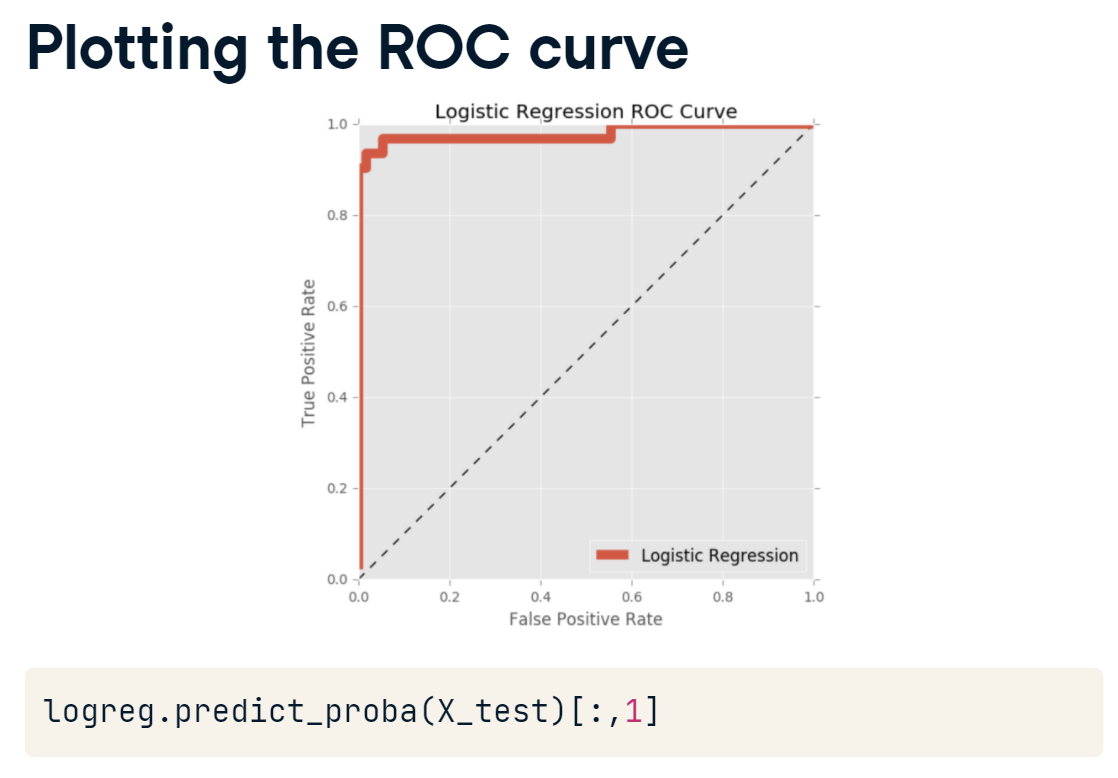 Plotting the ROC curve
Logistic Regression ROC Curve
1.0
0.8
0.6
0.4
0.2
0.0
True Positive Rate
Logistic Regression
0.0 0.2 0.4 0.6 0.8 1.0
False Positive Rate
logreg.predict_proba(X_test)[:,1]